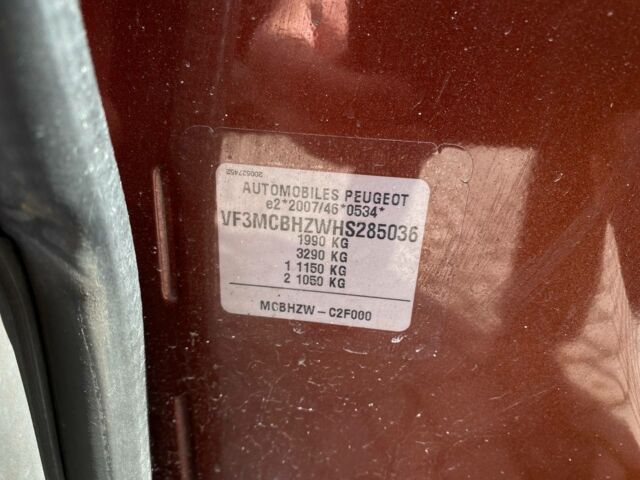 200527452
AUTOMOBILES PEUGEOT
e2*2007/46*0534*
VF3MCBHZWHS285036
1990 KG
3290 KG
1 1150 KG
2 1050 KG
MCBHZW-C2F000